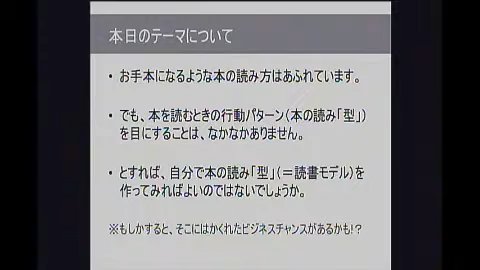 本日のテーマについて
・お手本になるような本の読み方はあふれています。
・でも、本を読むときの行動パターン(本の読み「型」)
を目にすることは、なかなかありません。
・とすれば、自分で本の読み「型」(=読書モデル)を
作ってみればよいのではないでしょうか。
※もしかすると、そこにはかくれたビジネスチャンスがあるかも!?